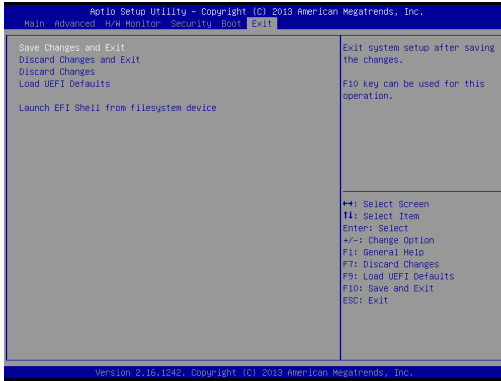 Aptio Setup Utility – Copyright (C) 2013 American Megatrends, Inc.
Main Advanced H/W Monitor Security Boot Exit
Save Changes and Exit
Discard Changes and Exit
Discard Changes
Load UEFI Defaults
Launch EFI Shell from filesystem device
Exit system setup after saving
the changes.
F10 key can be used for this
operation.
↔: Select Screen
↑↓: Select Item
Enter: Select
+/-: Change Option
F1: General Help
F7: Discard Changes
F9: Load UEFI Defaults
F10: Save and Exit
ESC: Exit
Version 2.16.1242. Copyright (C) 2013 American Megatrends, Inc.